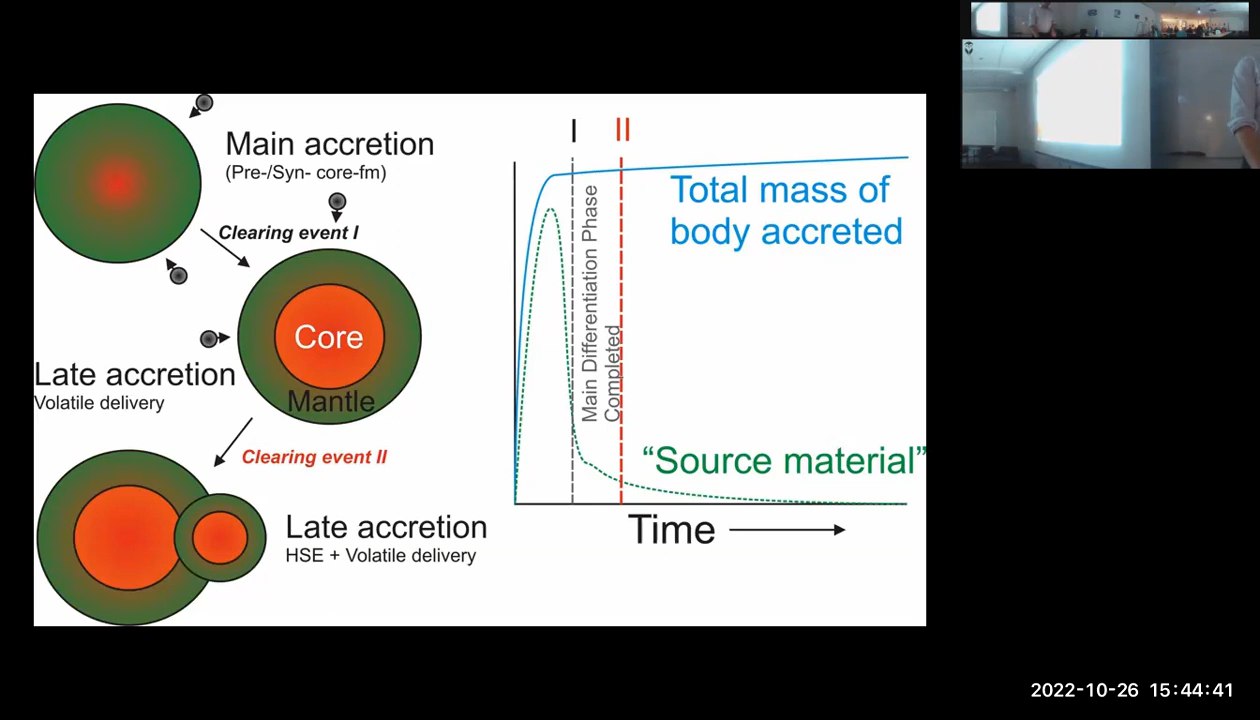 Main accretion
(Pre-/Syn- core-fm)
Clearing event I
Core
Mantle
Late accretion
Volatile delivery
Clearing event II
Late accretion
HSE + Volatile delivery
I
II
Total mass of
body accreted
Main Differentiation Phase
Completed
“Source material”
Time
2022-10-26 15:44:41